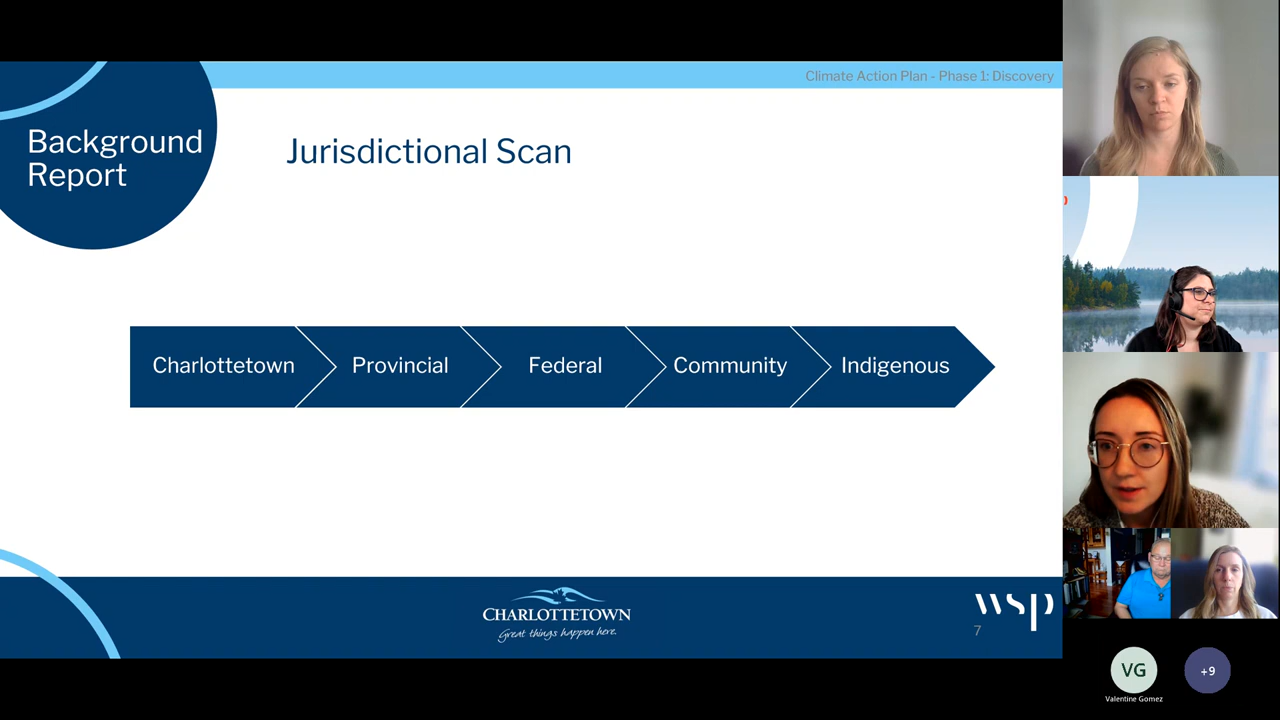 Climate Action Plan - Phase 1: Discovery
Background
Report
Jurisdictional Scan
Charlottetown
Provincial
Federal
Community
Indigenous
CHARLOTTETOWN
Great things happen here.
wsp
7
VG
Valentine Gomez
+9